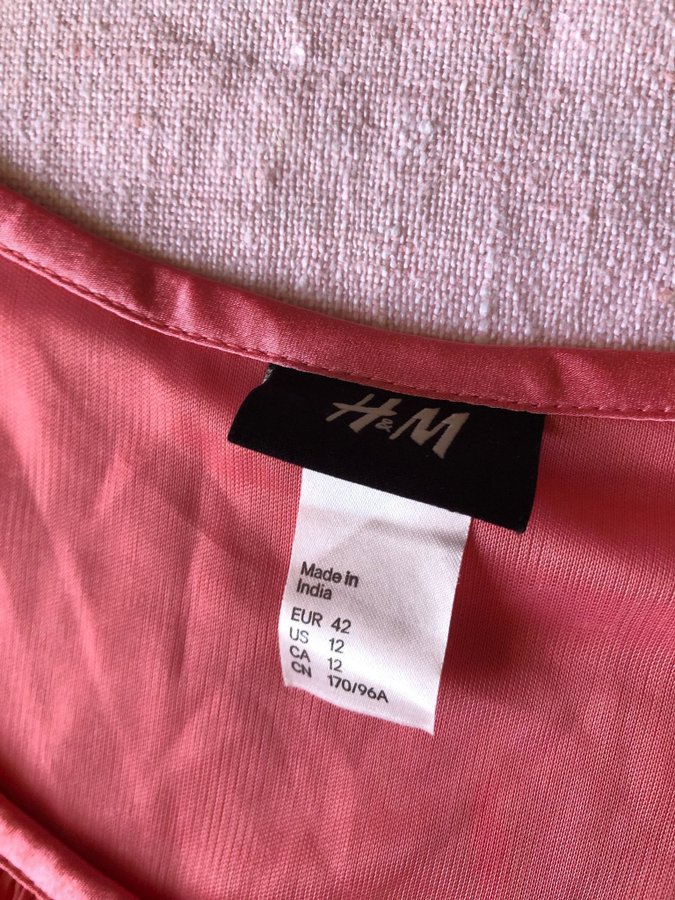 H&M
Made in
India
EUR 42
US 12
CA 12
CN 170/96A